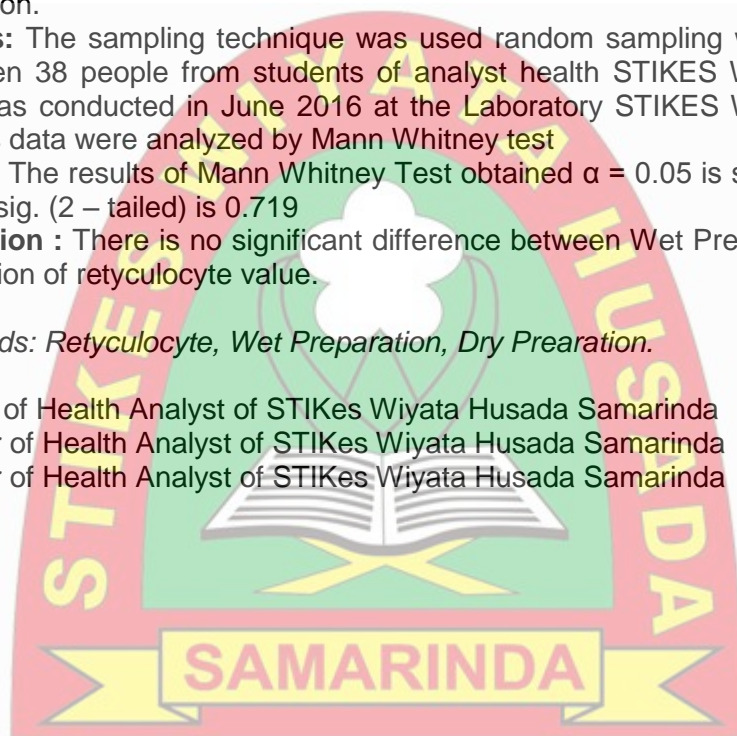 on.
s: The sampling technique was used random sampling w
en 38 people from students of analyst health STIKES W
as conducted in June 2016 at the Laboratory STIKES W
s data were analyzed by Mann Whitney test
The results of Mann Whitney Test obtained α = 0.05 is s
sig. (2 – tailed) is 0.719
ion : There is no significant difference between Wet Pre
ion of retyculocyte value.
ds: Retyculocyte, Wet Preparation, Dry Prearation.
of Health Analyst of STIKes Wiyata Husada Samarinda
r of Health Analyst of STIKes Wiyata Husada Samarinda
r of Health Analyst of STIKes Wiyata Husada Samarinda
STIKES WIYATA HUSADA
SAMARINDA